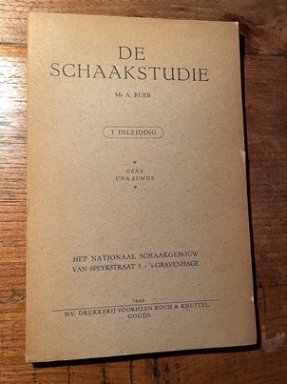 DE
SCHAAKSTUDIE
Mr A. RUEB
I INLEIDING
GENS
UNA SUMUS
HET NATIONAAL SCHAAKGEBOUW
VAN SPEYKSTRAAT 1 - 's-GRAVENHAGE
1949
N.V. DRUKKERIJ V/H KOCH & KNUTTEL
GOUDA